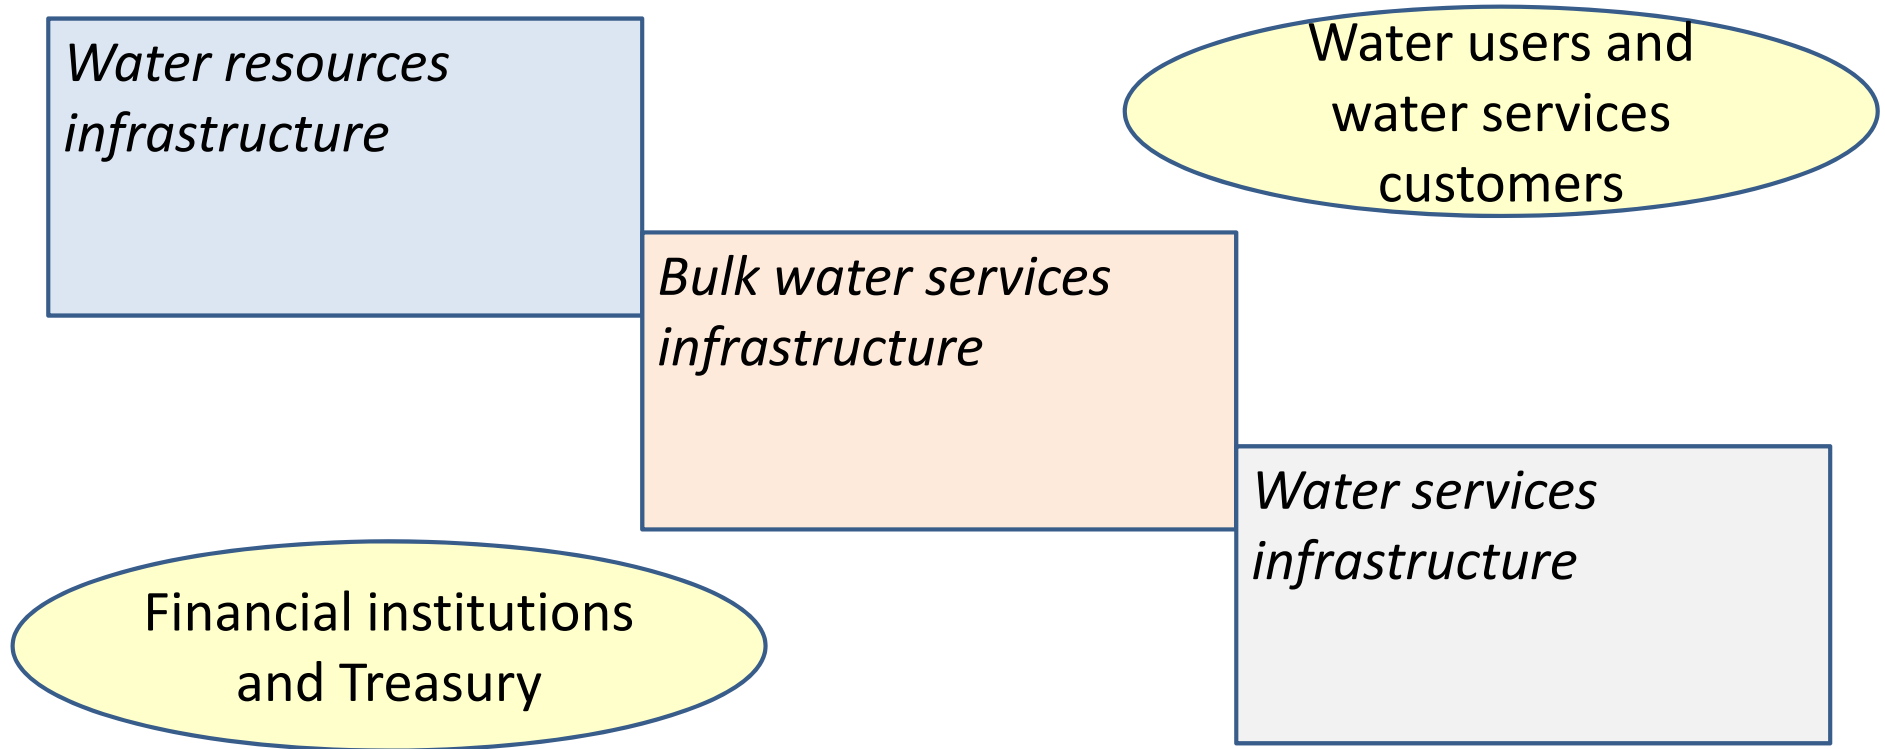 Water resources
infrastructure
Water users and
water services
customers
Bulk water services
infrastructure
Water services
infrastructure
Financial institutions
and Treasury